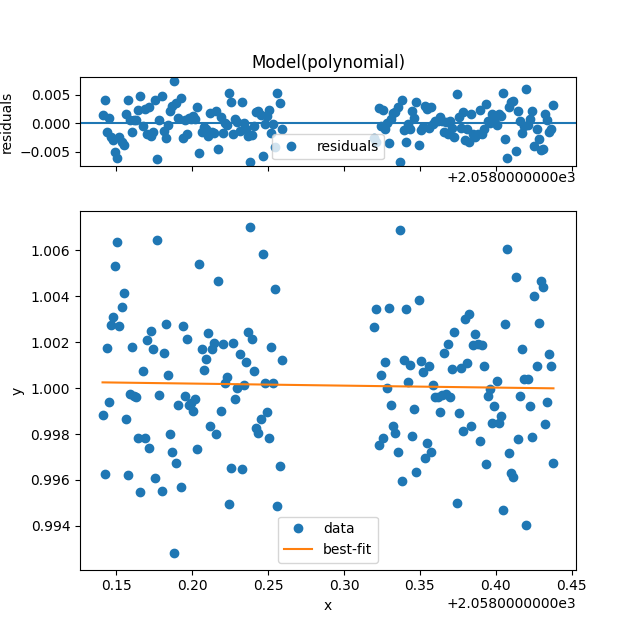 Model(polynomial)
residuals
0.005
0.000
−0.005
residuals
+2.0580000000e3
y
1.006
1.004
1.002
1.000
0.998
0.996
0.994
data
best-fit
0.15 0.20 0.25 0.30 0.35 0.40 0.45
x
+2.0580000000e3